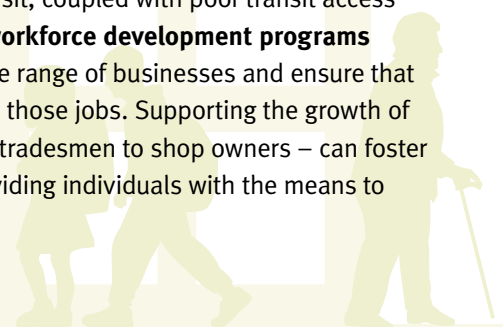 sit, coupled with poor transit access
workforce development programs
e range of businesses and ensure that
those jobs. Supporting the growth of
tradesmen to shop owners – can foster
viding individuals with the means to